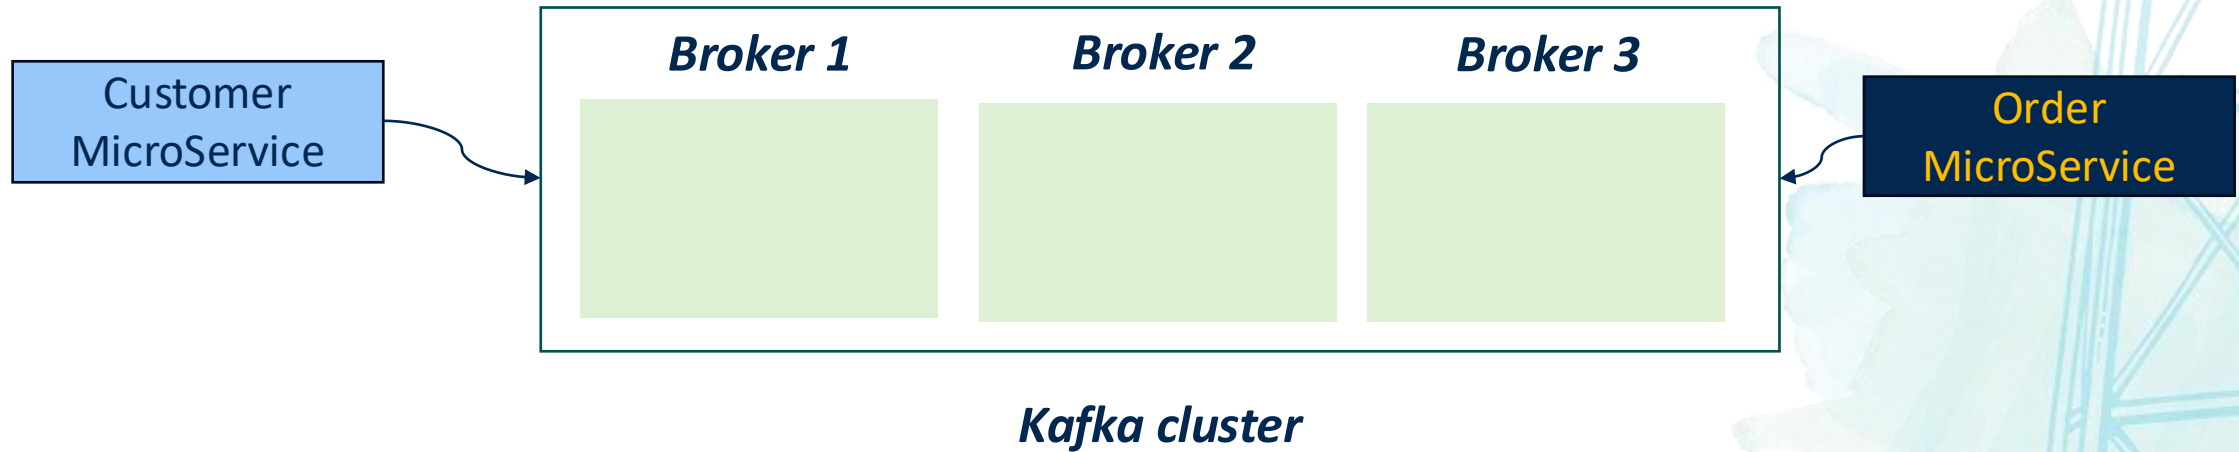 Customer
MicroService
Broker 1
Broker 2
Broker 3
Order
MicroService
Kafka cluster